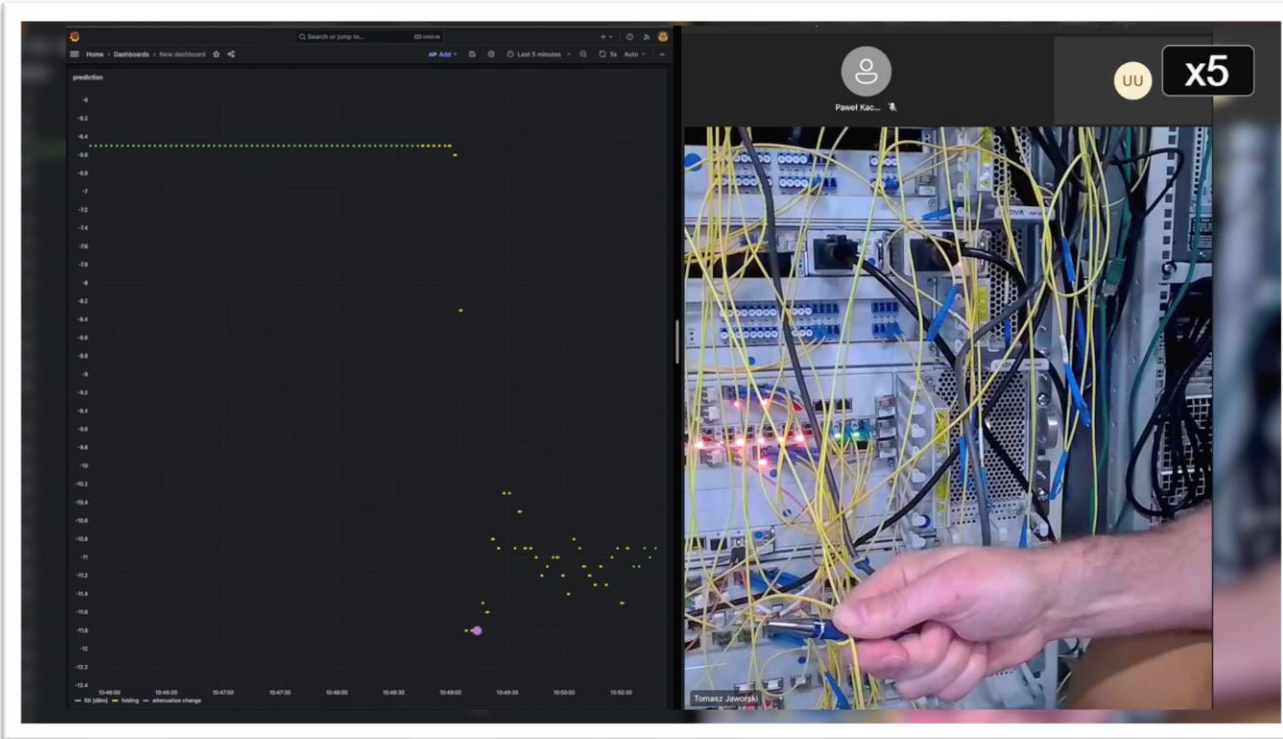 Search or jump to...
cmd+k
Home › Dashboards › New dashboard
Add
Last 5 minutes
5s
Auto
prediction
-6
-6.2
-6.4
-6.6
-6.8
-7
-7.2
-7.4
-7.6
-7.8
-8
-8.2
-8.4
-8.6
-8.8
-9
-9.2
-9.4
-9.6
-9.8
-10
-10.2
-10.4
-10.6
-10.8
-11
-11.2
-11.4
-11.6
-11.8
-12
-12.2
-12.4
10:46:00 10:46:30 10:47:00 10:47:30 10:48:00 10:48:30 10:49:00 10:49:30 10:50:00 10:50:30
RX [dBm] folding attenuation change
Paweł Kac...
UU
x5
Tomasz Jaworski